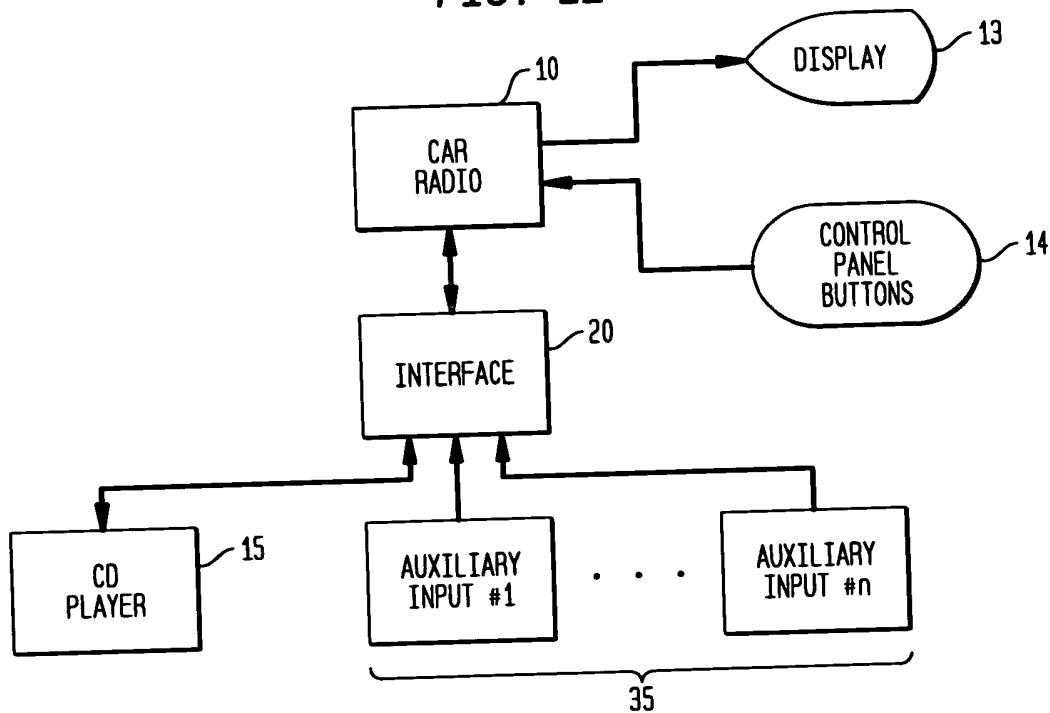 FIG.
DISPLAY
13
10
CAR
RADIO
CONTROL
PANEL
BUTTONS
14
20
INTERFACE
15
CD
PLAYER
AUXILIARY
INPUT #1
. . .
AUXILIARY
INPUT #n
35